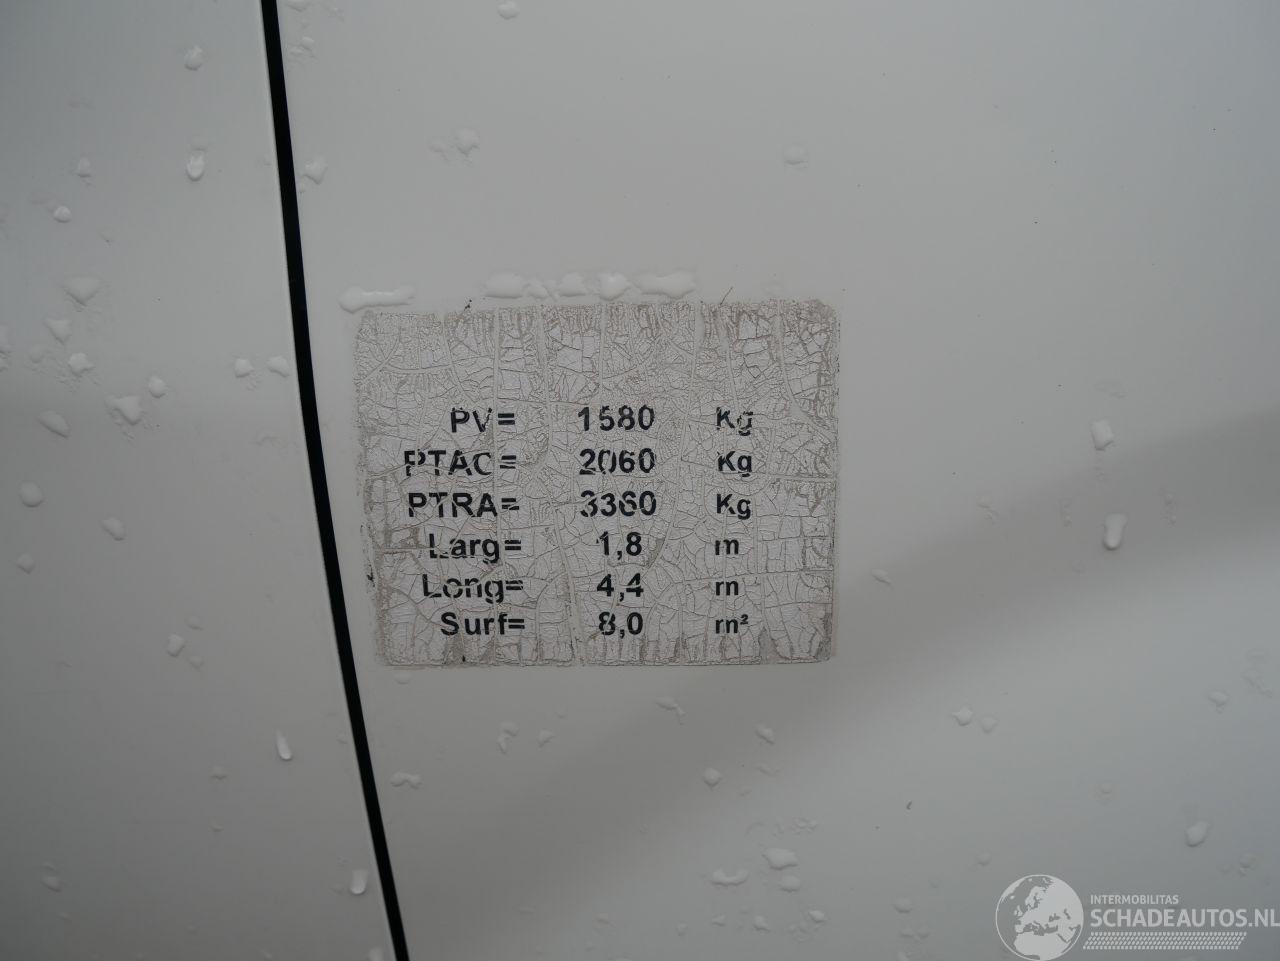 PV= 1580 Kg
PTAC= 2060 Kg
PTRA= 3360 Kg
Larg= 1,8 m
Long= 4,4 m
Surf= 8,0 m²
INTERMOBILITAS
SCHADEAUTOS.NL